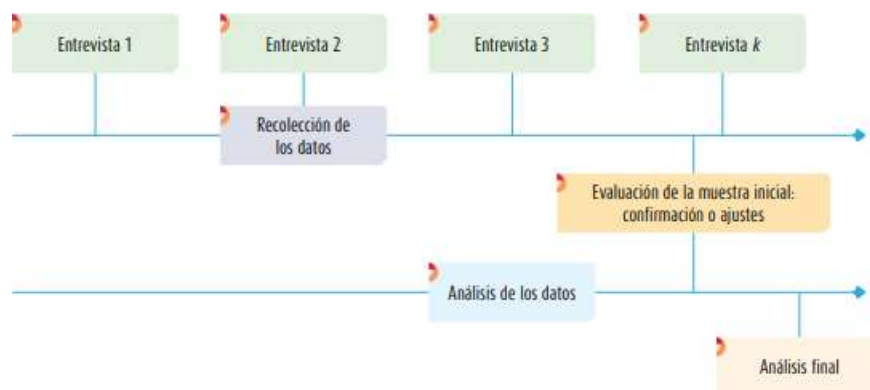 Entrevista 1
Entrevista 2
Entrevista 3
Entrevista k
Recolección de
los datos
Evaluación de la muestra inicial:
confirmación o ajustes
Análisis de los datos
Análisis final